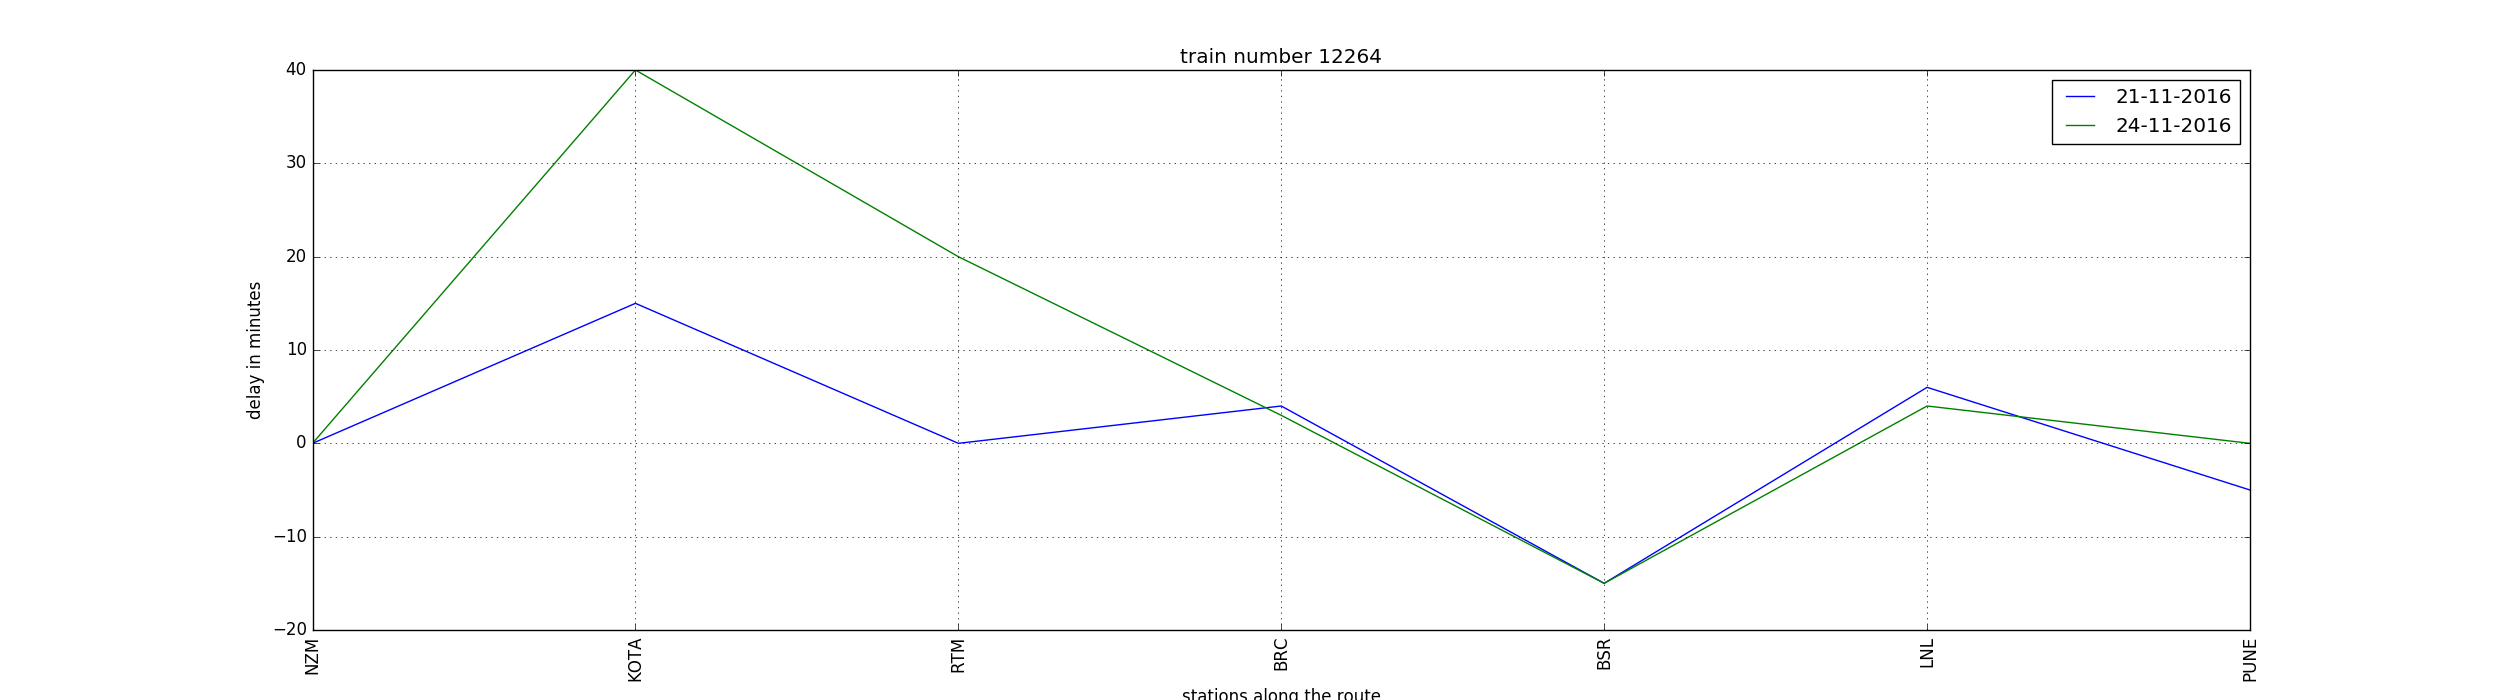 train number 12264
40
30
20
10
0
−10
−20
delay in minutes
21-11-2016
24-11-2016
NZM
KOTA
RTM
BRC
BSR
LNL
PUNE
stations along the route